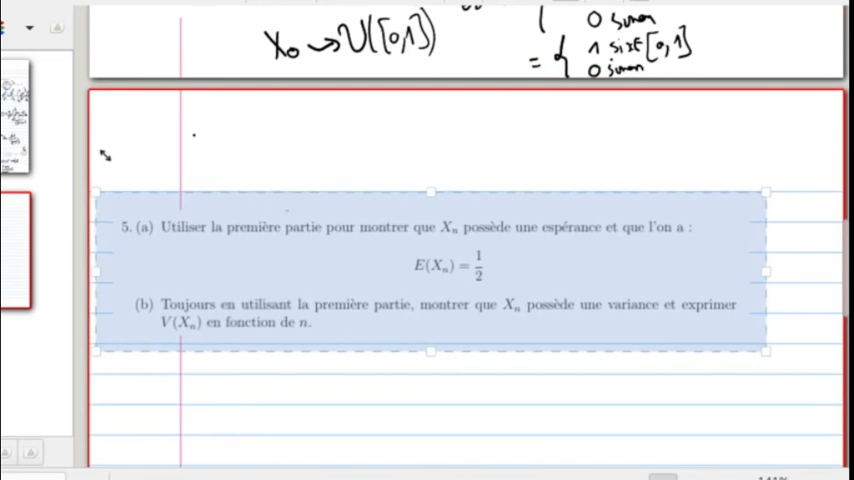 X₀ → U([0,1])
0 sinon
= { 1 si x ∈ [0,1]
0 sinon
5. (a) Utiliser la première partie pour montrer que Xₙ possède une espérance et que l'on a :
E(Xₙ) = 1/2
(b) Toujours en utilisant la première partie, montrer que Xₙ possède une variance et exprimer
V(Xₙ) en fonction de n.